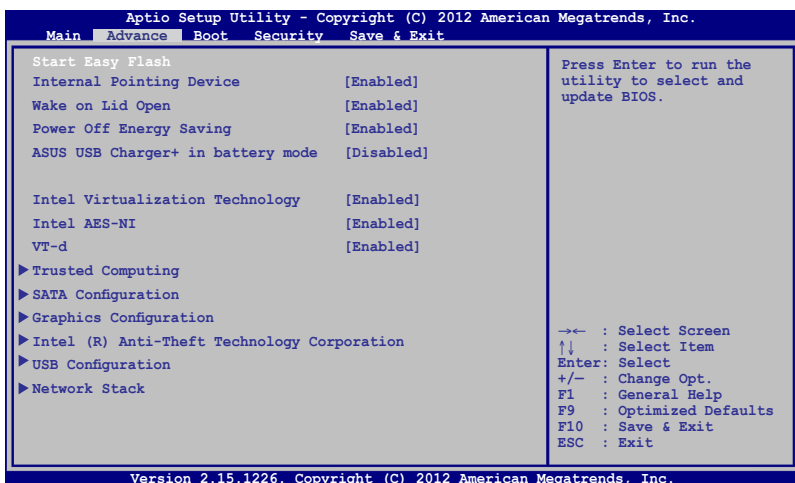 Aptio Setup Utility - Copyright (C) 2012 American Megatrends, Inc.
Main Advance Boot Security Save & Exit
Start Easy Flash
Internal Pointing Device [Enabled]
Wake on Lid Open [Enabled]
Power Off Energy Saving [Enabled]
ASUS USB Charger+ in battery mode [Disabled]
Intel Virtualization Technology [Enabled]
Intel AES-NI [Enabled]
VT-d [Enabled]
Trusted Computing
SATA Configuration
Graphics Configuration
Intel (R) Anti-Theft Technology Corporation
USB Configuration
Network Stack
Press Enter to run the
utility to select and
update BIOS.
→← : Select Screen
↑↓ : Select Item
Enter: Select
+/— : Change Opt.
F1 : General Help
F9 : Optimized Defaults
F10 : Save & Exit
ESC : Exit
Version 2.15.1226. Copyright (C) 2012 American Megatrends, Inc.